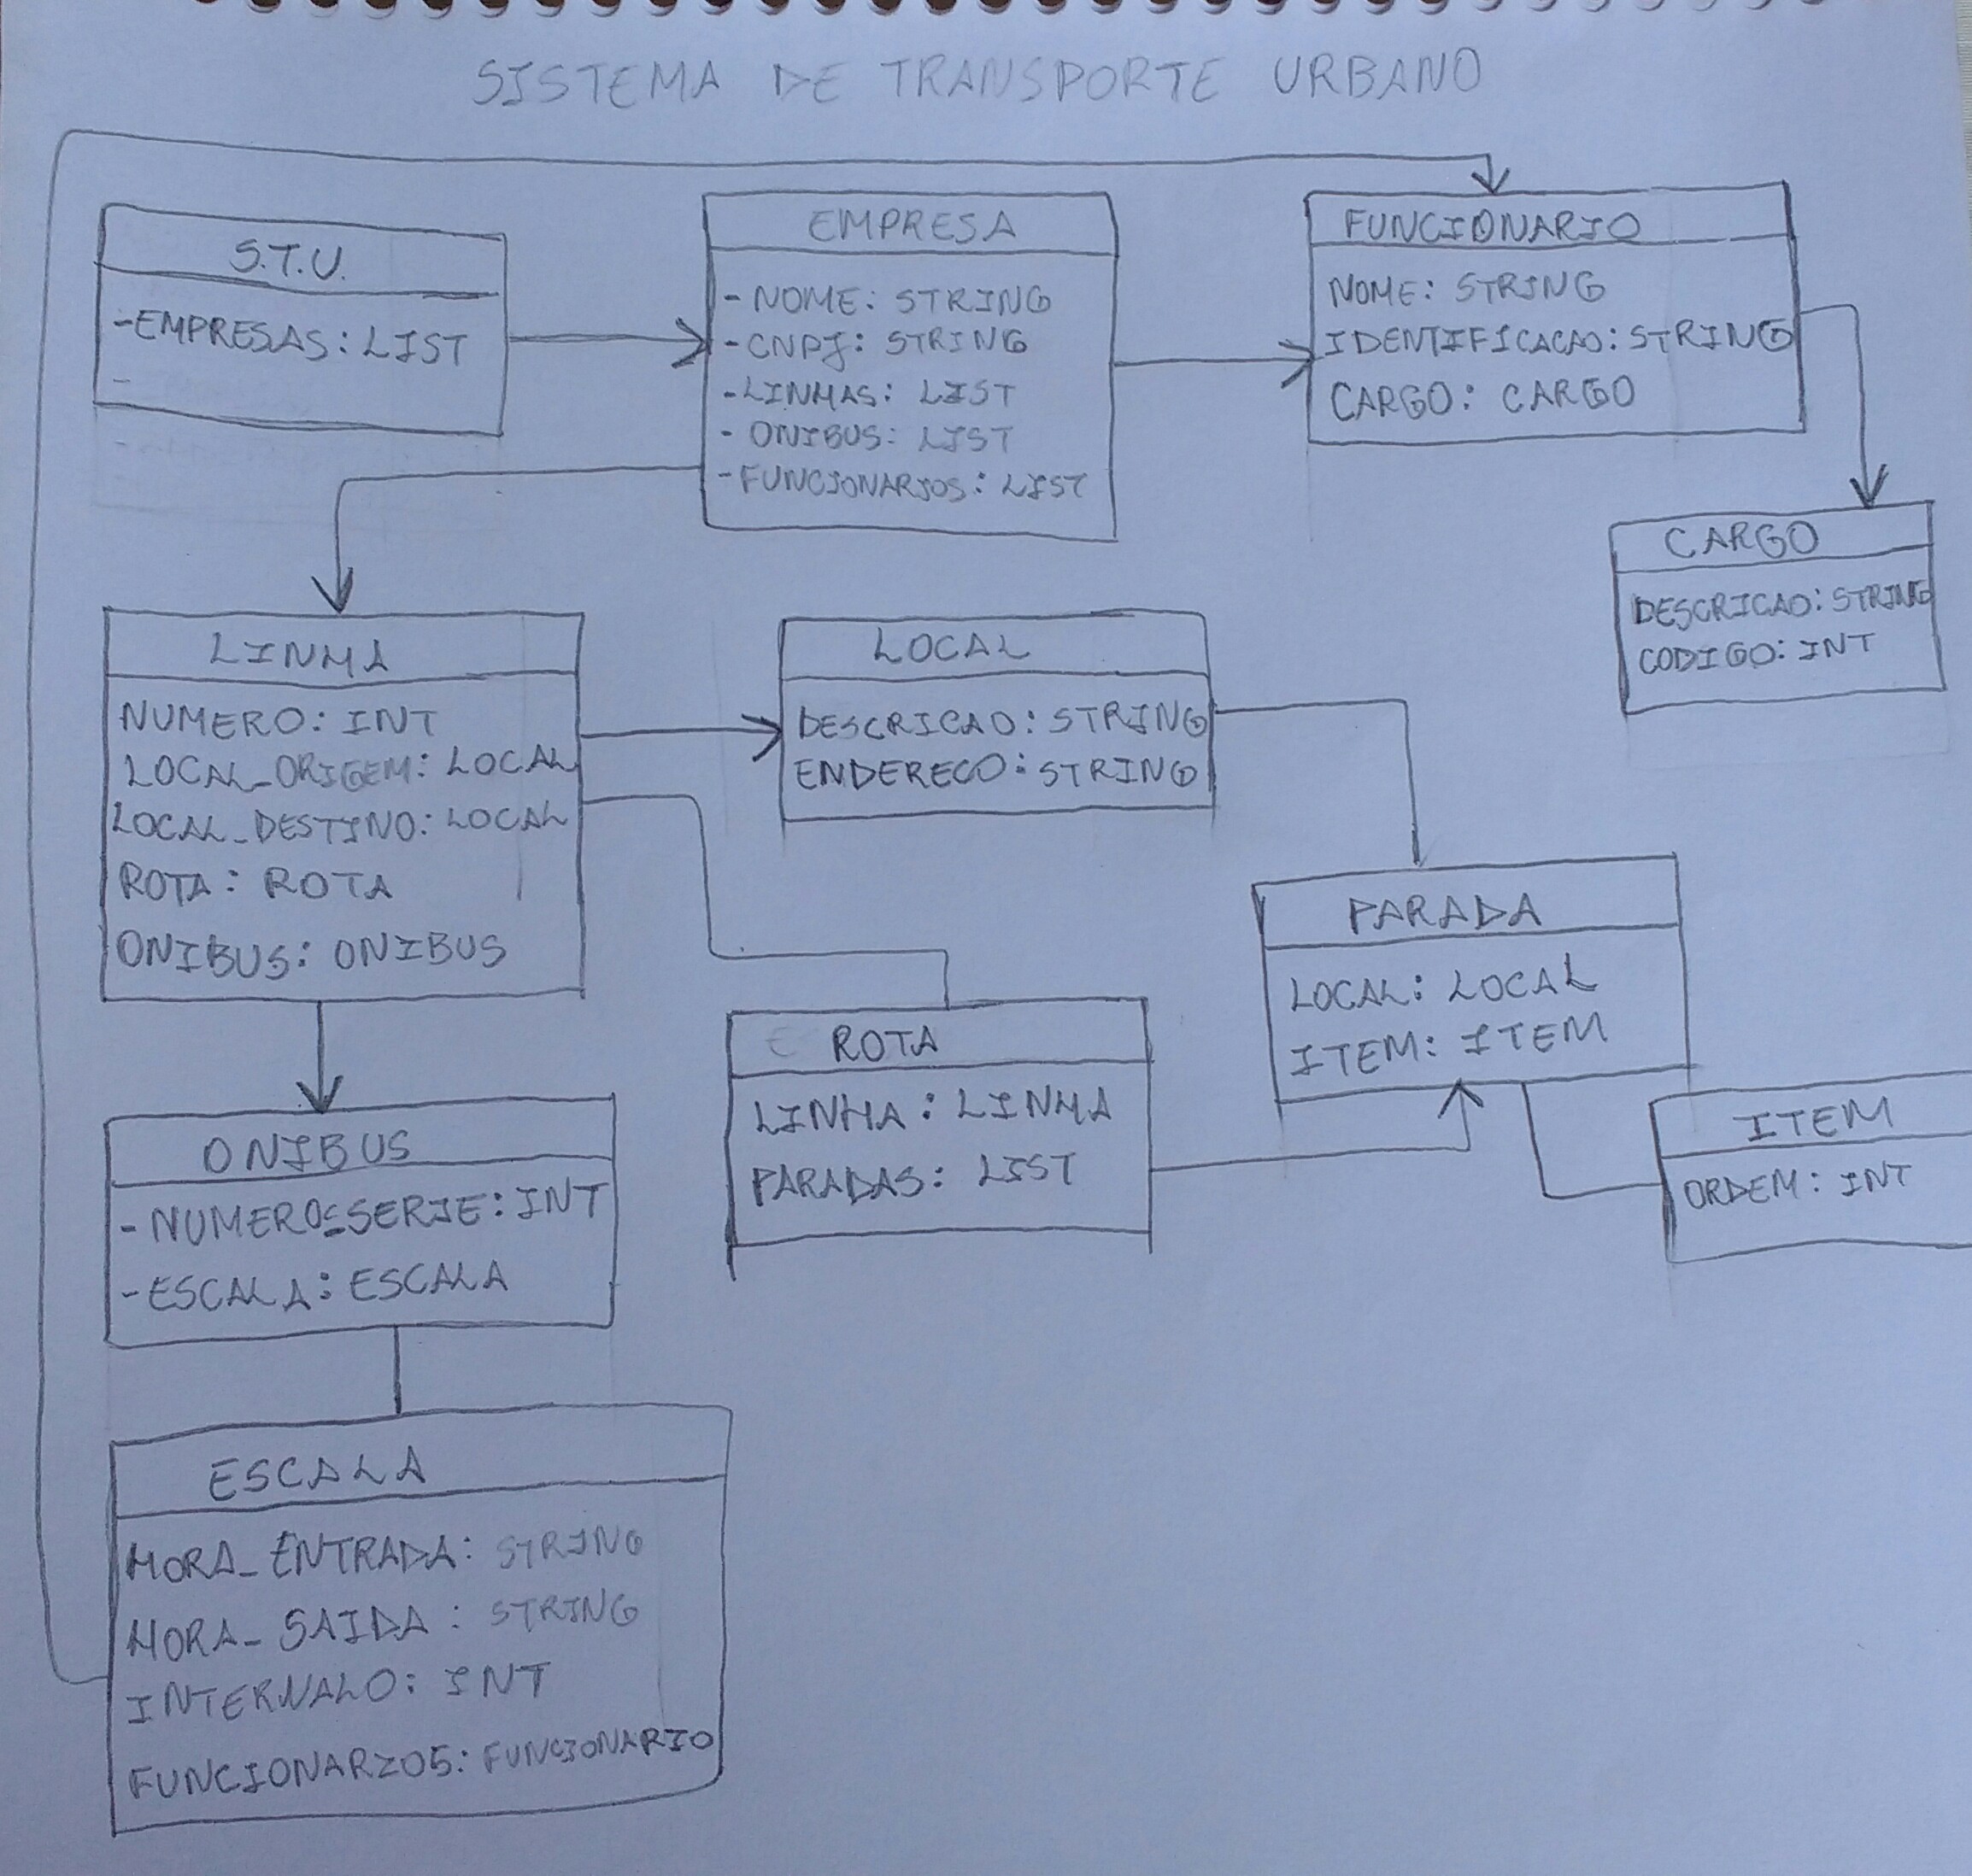 SISTEMA DE TRANSPORTE URBANO
S.T.U.
-EMPRESAS: LIST
-
EMPRESA
- NOME: STRING
- CNPJ: STRING
- LINHAS: LIST
- ONIBUS: LIST
- FUNCIONARIOS: LIST
FUNCIONARIO
NOME: STRING
IDENTIFICACAO: STRING
CARGO: CARGO
CARGO
DESCRICAO: STRING
CODIGO: INT
LINHA
NUMERO: INT
LOCAL_ORIGEM: LOCAL
LOCAL_DESTINO: LOCAL
ROTA: ROTA
ONIBUS: ONIBUS
LOCAL
DESCRICAO: STRING
ENDERECO: STRING
PARADA
LOCAL: LOCAL
ITEM: ITEM
ROTA
LINHA: LINHA
PARADAS: LIST
ITEM
ORDEM: INT
ONIBUS
- NUMERO_SERIE: INT
- ESCALA: ESCALA
ESCALA
HORA_ENTRADA: STRING
HORA_SAIDA: STRING
INTERVALO: INT
FUNCIONARIOS: FUNCIONARIO